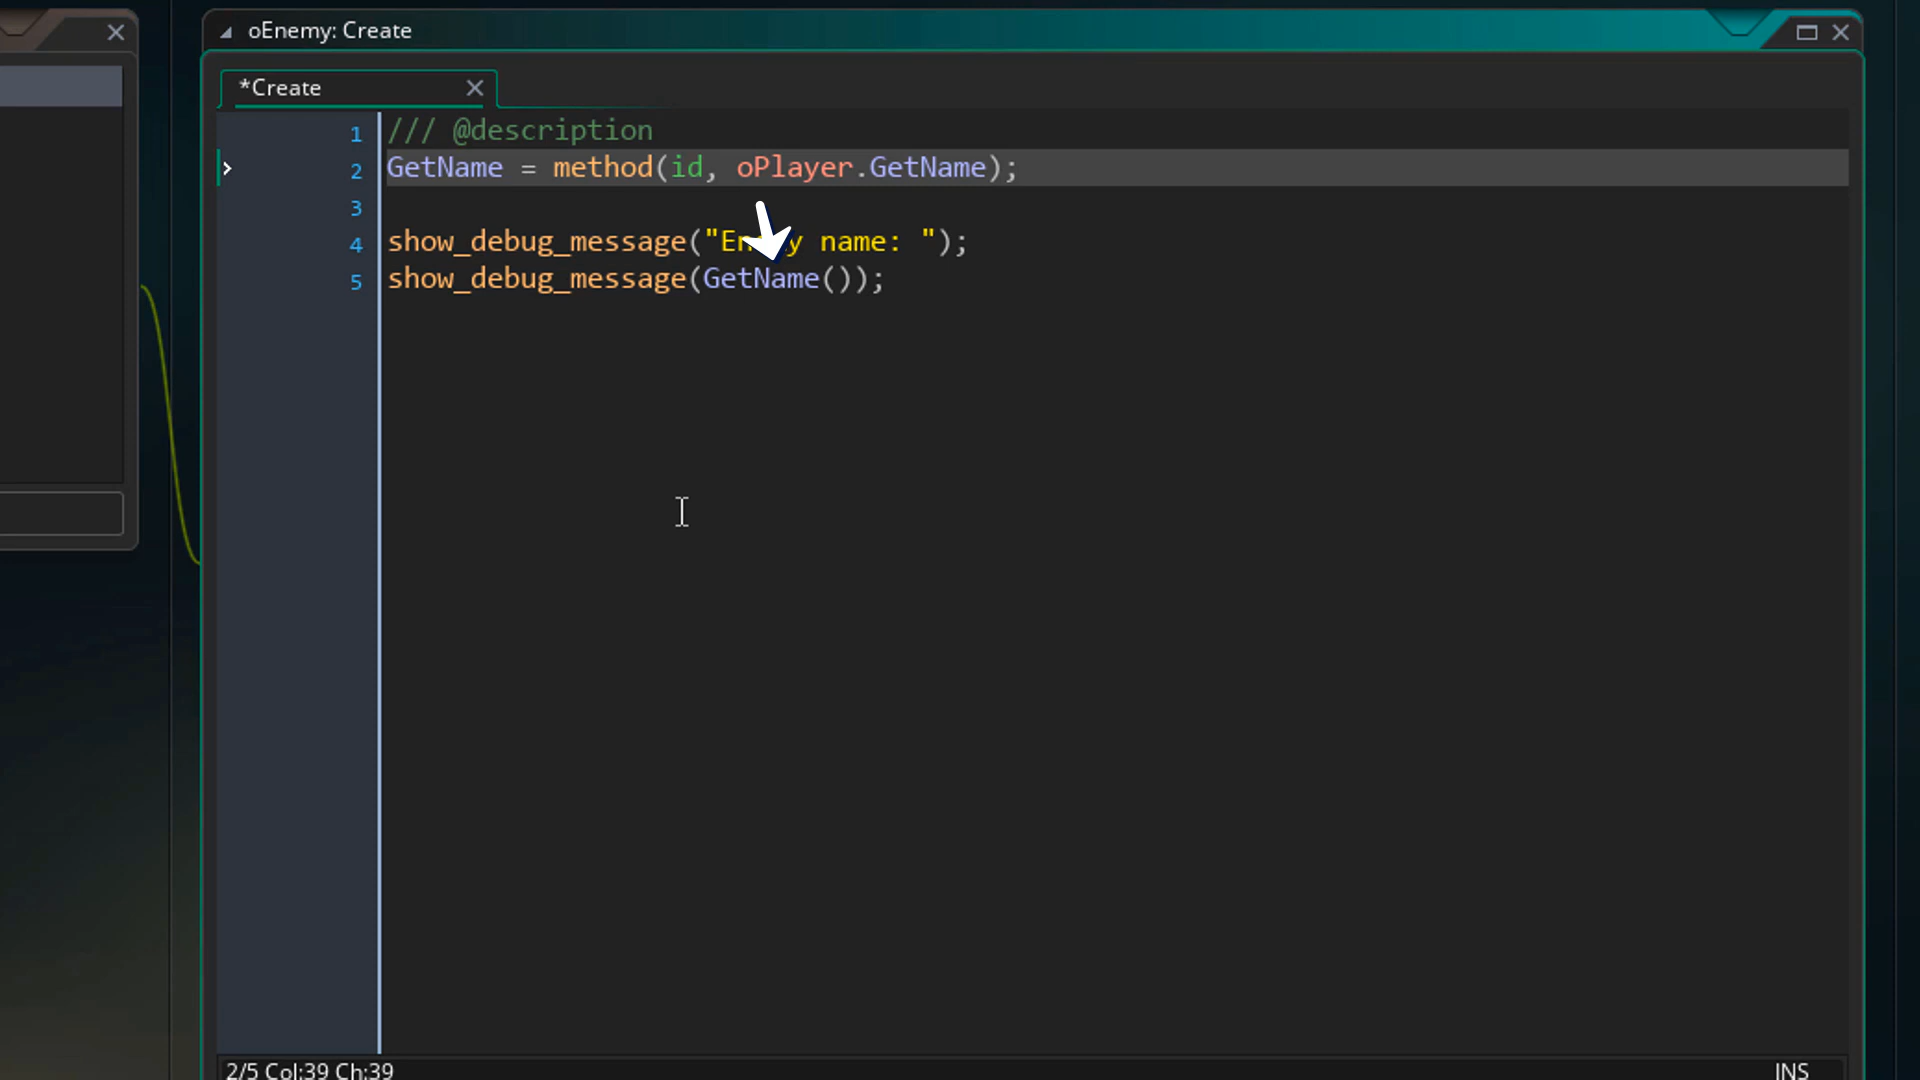 oEnemy: Create
*Create
1 /// @description
2 GetName = method(id, oPlayer.GetName);
3
4 show_debug_message("Enemy name: ");
5 show_debug_message(GetName());
2/5 Col:39 Ch:39 INS